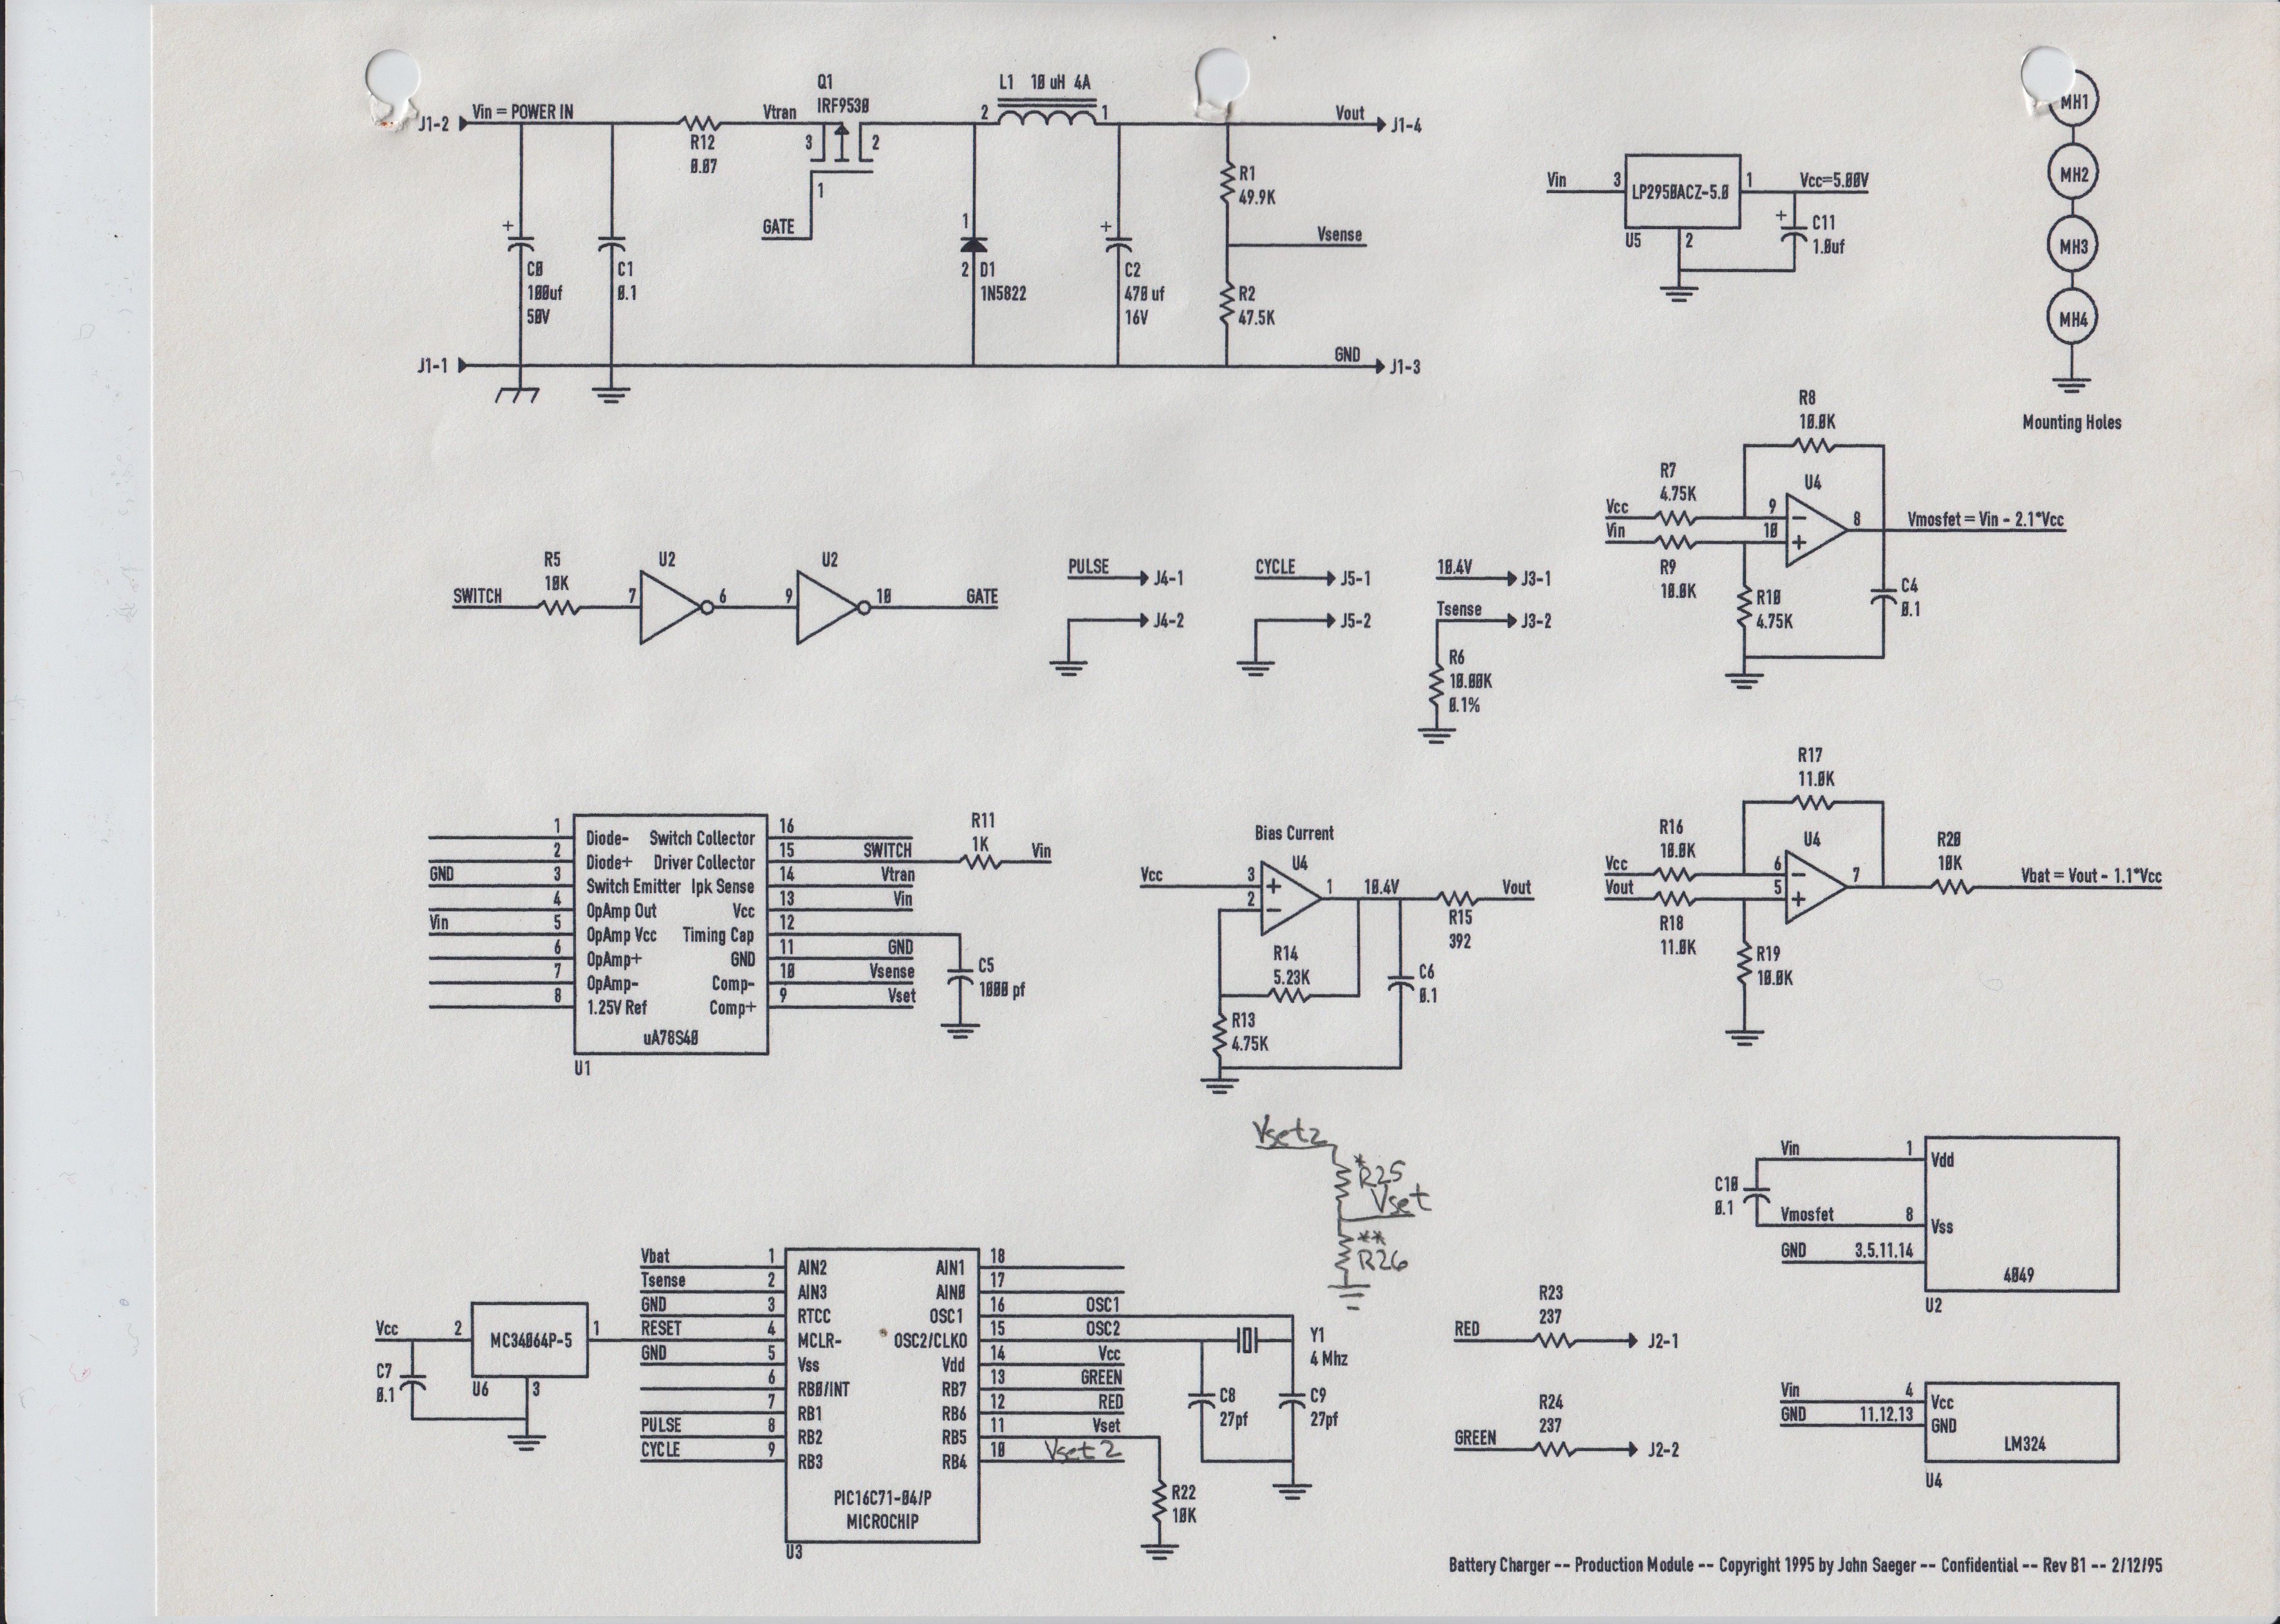 Vin = POWER IN
J1-2
R12
0.07
Vtran
Q1
IRF9530
3
2
1
GATE
L1 10 uH 4A
2
1
Vout
J1-4
+
C0
100uf
50V
C1
0.1
1
2
D1
1N5822
+
C2
470 uf
16V
R1
49.9K
Vsense
R2
47.5K
J1-1
GND
J1-3
Vin
3
LP2950ACZ-5.0
1
Vcc=5.00V
U5
2
+
C11
1.0uf
MH1
MH2
MH3
MH4
Mounting Holes
SWITCH
R5
10K
7
U2
6
9
U2
10
GATE
PULSE
J4-1
J4-2
CYCLE
J5-1
J5-2
10.4V
J3-1
Tsense
J3-2
R6
10.00K
0.1%
R8
10.0K
R7
4.75K
Vcc
Vin
R9
10.0K
9
10
U4
8
Vmosfet = Vin - 2.1*Vcc
R10
4.75K
C4
0.1
1 Diode- Switch Collector 16
2 Diode+ Driver Collector 15 SWITCH
GND 3 Switch Emitter Ipk Sense 14 Vtran
4 OpAmp Out Vcc 13 Vin
Vin 5 OpAmp Vcc Timing Cap 12
6 OpAmp+ GND 11 GND
7 OpAmp- Comp- 10 Vsense
8 1.25V Ref Comp+ 9 Vset
uA78S40
U1
R11
1K
Vin
C5
1000 pf
Bias Current
Vcc
3
2
U4
1
10.4V
R15
392
Vout
R14
5.23K
R13
4.75K
C6
0.1
R17
11.0K
R16
10.0K
Vcc
Vout
R18
11.0K
6
5
U4
7
R20
10K
Vbat = Vout - 1.1*Vcc
R19
10.0K
Vset2
*R25
Vset
**
R26
Vin
1
Vdd
C10
0.1
Vmosfet
8
Vss
GND
3,5,11,14
4049
U2
Vcc
2
MC34064P-5
1
U6
3
C7
0.1
Vbat 1 AIN2 AIN1 18
Tsense 2 AIN3 AIN0 17
GND 3 RTCC OSC1 16 OSC1
RESET 4 MCLR- OSC2/CLKO 15 OSC2
GND 5 Vss Vdd 14 Vcc
6 RB0/INT RB7 13 GREEN
7 RB1 RB6 12 RED
PULSE 8 RB2 RB5 11 Vset
CYCLE 9 RB3 RB4 10 Vset2
PIC16C71-04/P
MICROCHIP
U3
Y1
4 Mhz
C8
27pf
C9
27pf
R22
10K
RED
R23
237
J2-1
GREEN
R24
237
J2-2
Vin
4
Vcc
GND
11,12,13
GND
LM324
U4
Battery Charger -- Production Module -- Copyright 1995 by John Saeger -- Confidential -- Rev B1 -- 2/12/95